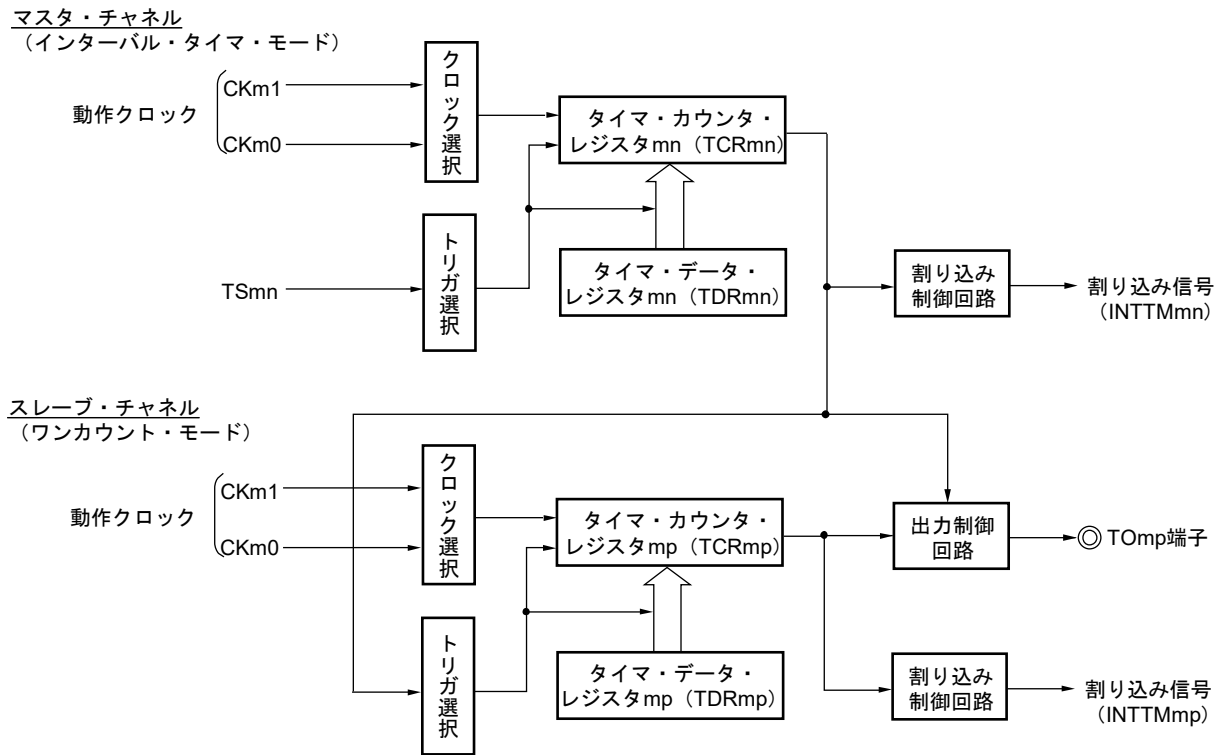 マスタ・チャネル
（インターバル・タイマ・モード）
動作クロック
CKm1
CKm0
クロック選択
タイマ・カウンタ・
レジスタmn（TCRmn）
TSmn
トリガ選択
タイマ・データ・
レジスタmn（TDRmn）
割り込み
制御回路
割り込み信号
（INTTMmn）
スレーブ・チャネル
（ワンカウント・モード）
動作クロック
CKm1
CKm0
クロック選択
タイマ・カウンタ・
レジスタmp（TCRmp）
出力制御
回路
TOmp端子
トリガ選択
タイマ・データ・
レジスタmp（TDRmp）
割り込み
制御回路
割り込み信号
（INTTMmp）